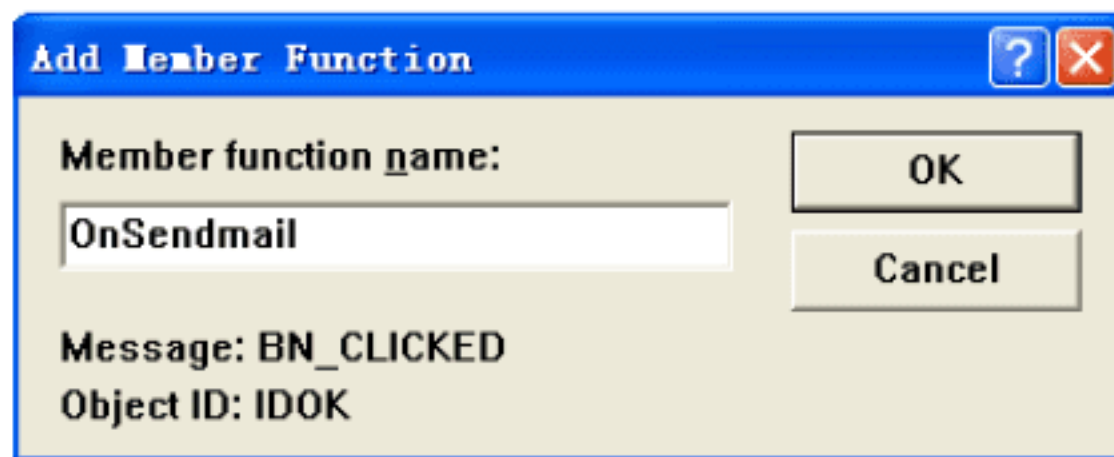 Add Member Function
Member function name:
OK
OnSendmail
Cancel
Message: BN_CLICKED
Object ID: IDOK